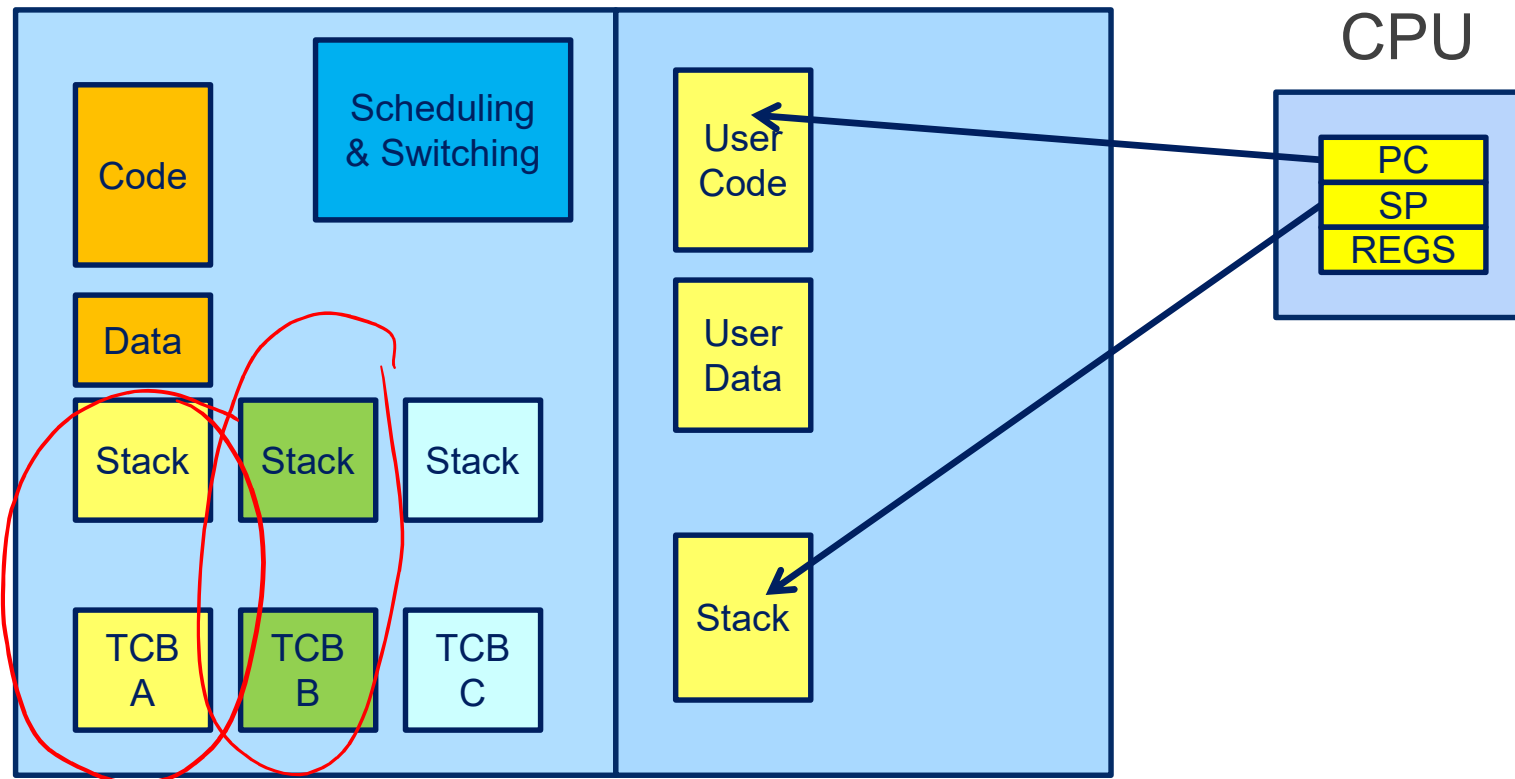 Code
Scheduling
& Switching
Data
Stack
Stack
Stack
TCB
A
TCB
B
TCB
C
User
Code
User
Data
Stack
CPU
PC
SP
REGS